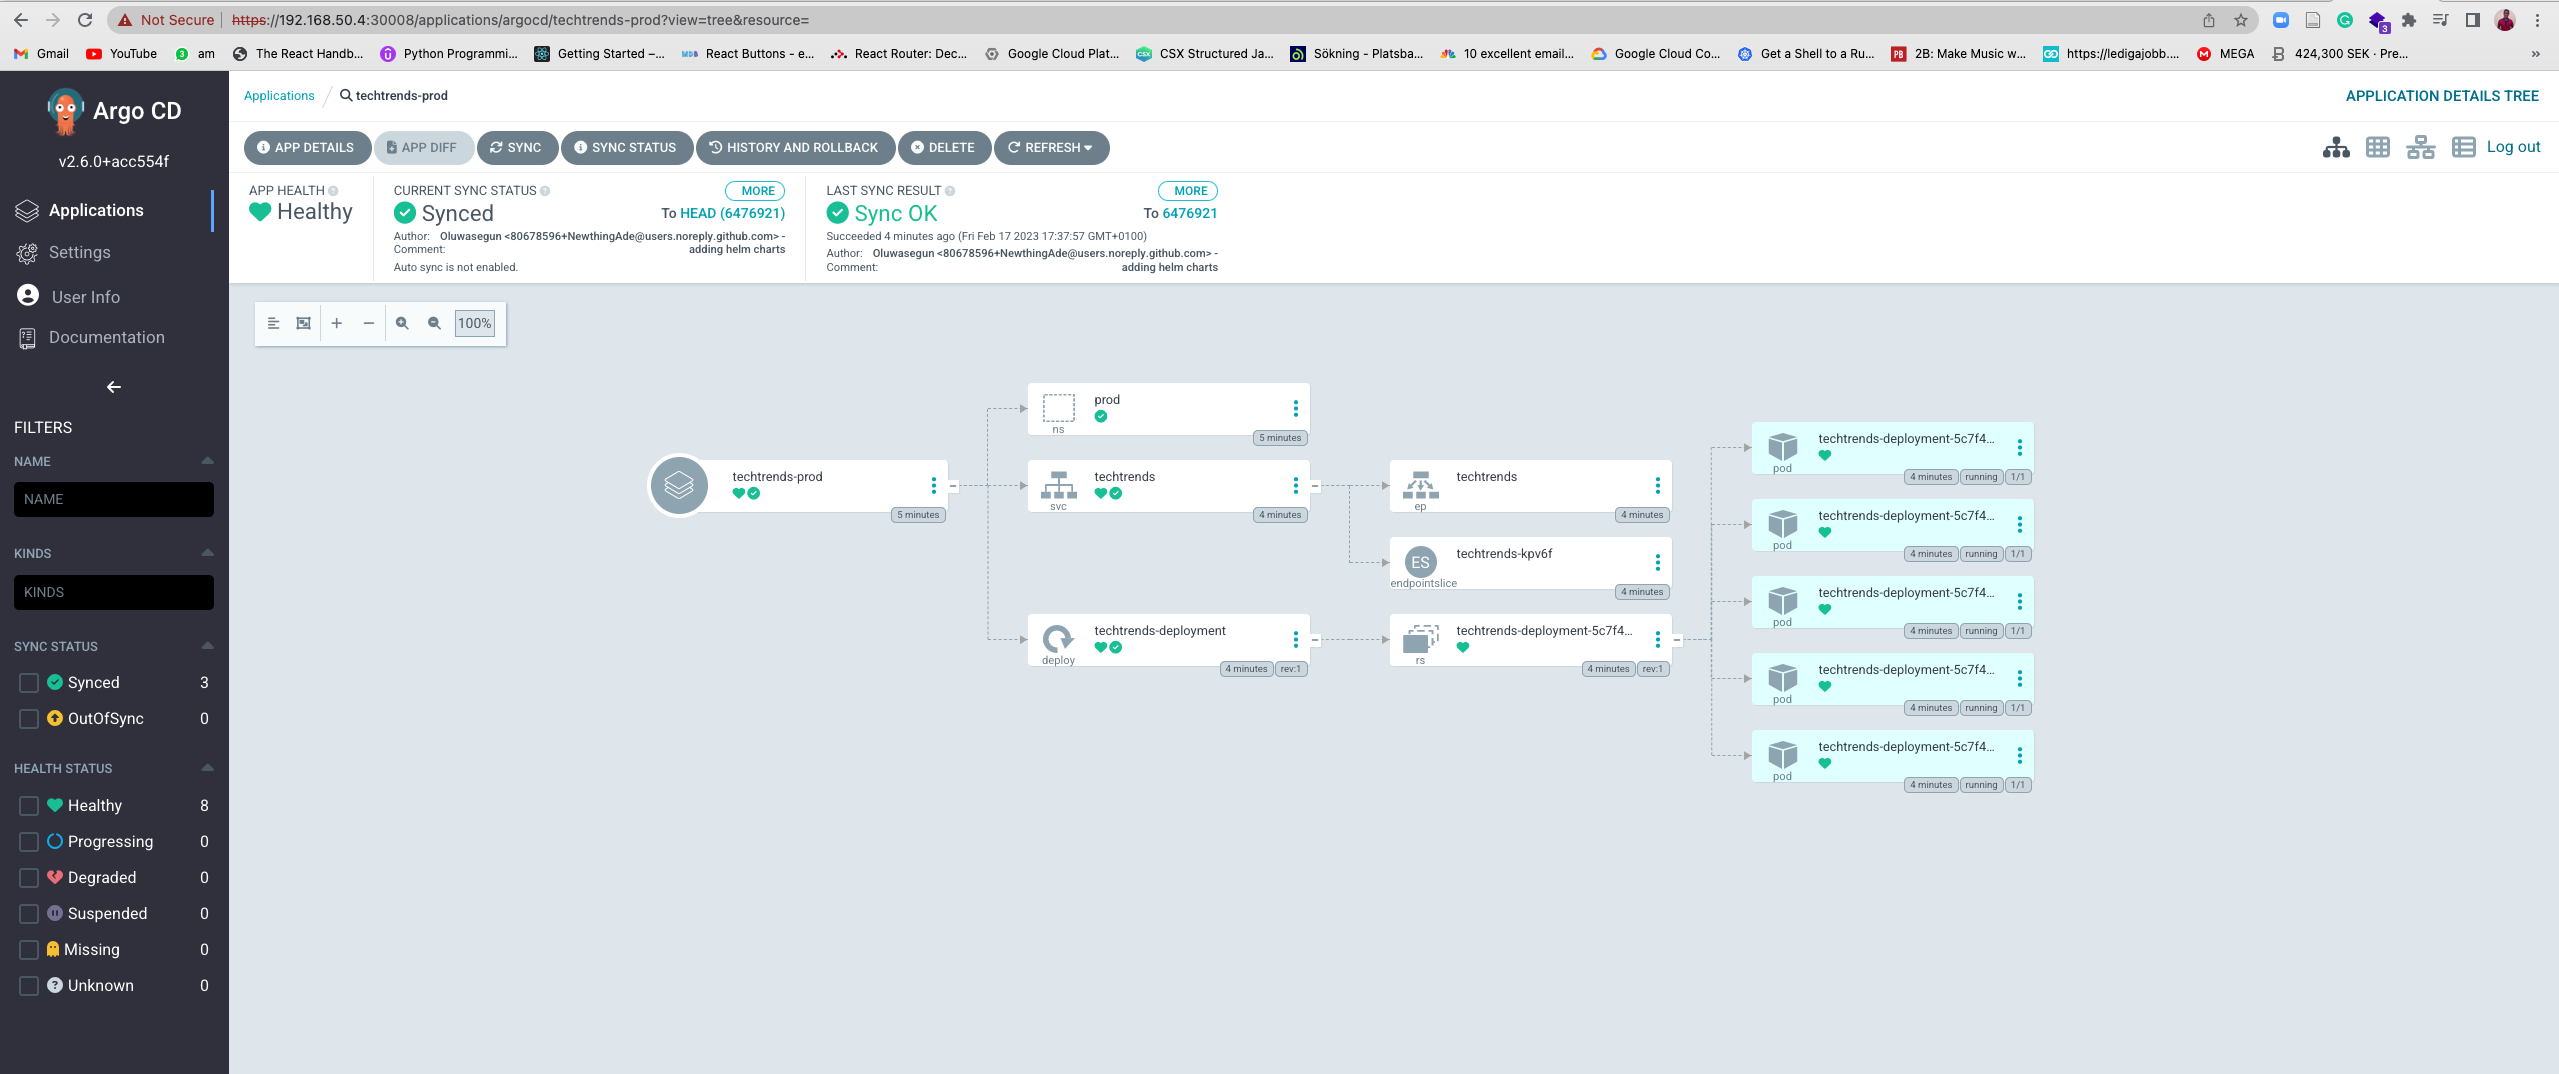 Not Secure https://192.168.50.4:30008/applications/argocd/techtrends-prod?view=tree&resource=
3
Gmail YouTube 3 am The React Handb... Python Programmi... Getting Started –... MDB React Buttons - e... React Router: Dec... Google Cloud Plat... CSX CSX Structured Ja... Sökning - Platsba... 10 excellent email... Google Cloud Co... Get a Shell to a Ru... PB 2B: Make Music w... https://ledigajobb.... MEGA 424,300 SEK · Pre... »
Argo CD
v2.6.0+acc554f
Applications
Settings
User Info
Documentation
FILTERS
NAME
NAME
KINDS
KINDS
SYNC STATUS
Synced 3
OutOfSync 0
HEALTH STATUS
Healthy 8
Progressing 0
Degraded 0
Suspended 0
Missing 0
Unknown 0
Applications / techtrends-prod
APPLICATION DETAILS TREE
APP DETAILS APP DIFF SYNC SYNC STATUS HISTORY AND ROLLBACK DELETE REFRESH
Log out
APP HEALTH
Healthy
CURRENT SYNC STATUS MORE
Synced To HEAD (6476921)
Author: Oluwasegun <80678596+NewthingAde@users.noreply.github.com> -
Comment: adding helm charts
Auto sync is not enabled.
LAST SYNC RESULT MORE
Sync OK To 6476921
Succeeded 4 minutes ago (Fri Feb 17 2023 17:37:57 GMT+0100)
Author: Oluwasegun <80678596+NewthingAde@users.noreply.github.com> -
Comment: adding helm charts
100%
techtrends-prod
5 minutes
prod
ns
5 minutes
techtrends
svc
4 minutes
techtrends-deployment
deploy
4 minutes rev:1
techtrends
ep
4 minutes
ES
techtrends-kpv6f
endpointslice
4 minutes
techtrends-deployment-5c7f4...
rs
4 minutes rev:1
techtrends-deployment-5c7f4...
pod
4 minutes running 1/1
techtrends-deployment-5c7f4...
pod
4 minutes running 1/1
techtrends-deployment-5c7f4...
pod
4 minutes running 1/1
techtrends-deployment-5c7f4...
pod
4 minutes running 1/1
techtrends-deployment-5c7f4...
pod
4 minutes running 1/1